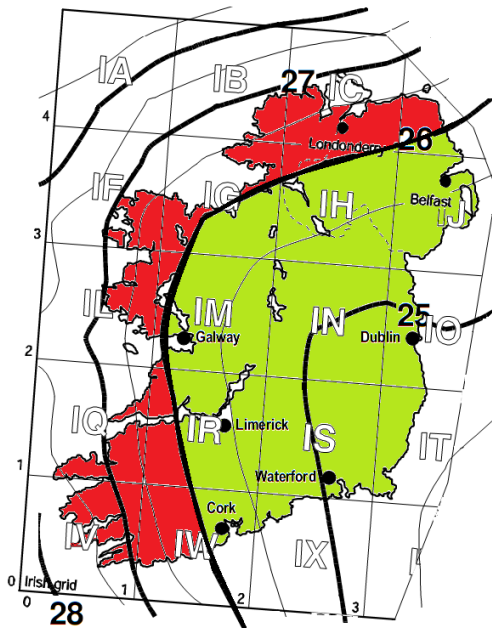 IA
IB
27
IC
4
Londonderry
26
IF
IG
IH
Belfast
IJ
3
IL
IM
IN
25
IO
Galway
Dublin
2
IQ
IR
Limerick
IS
IT
1
Waterford
Cork
IV
IW
IX
I
0
Irish grid
0
1
2
3
28